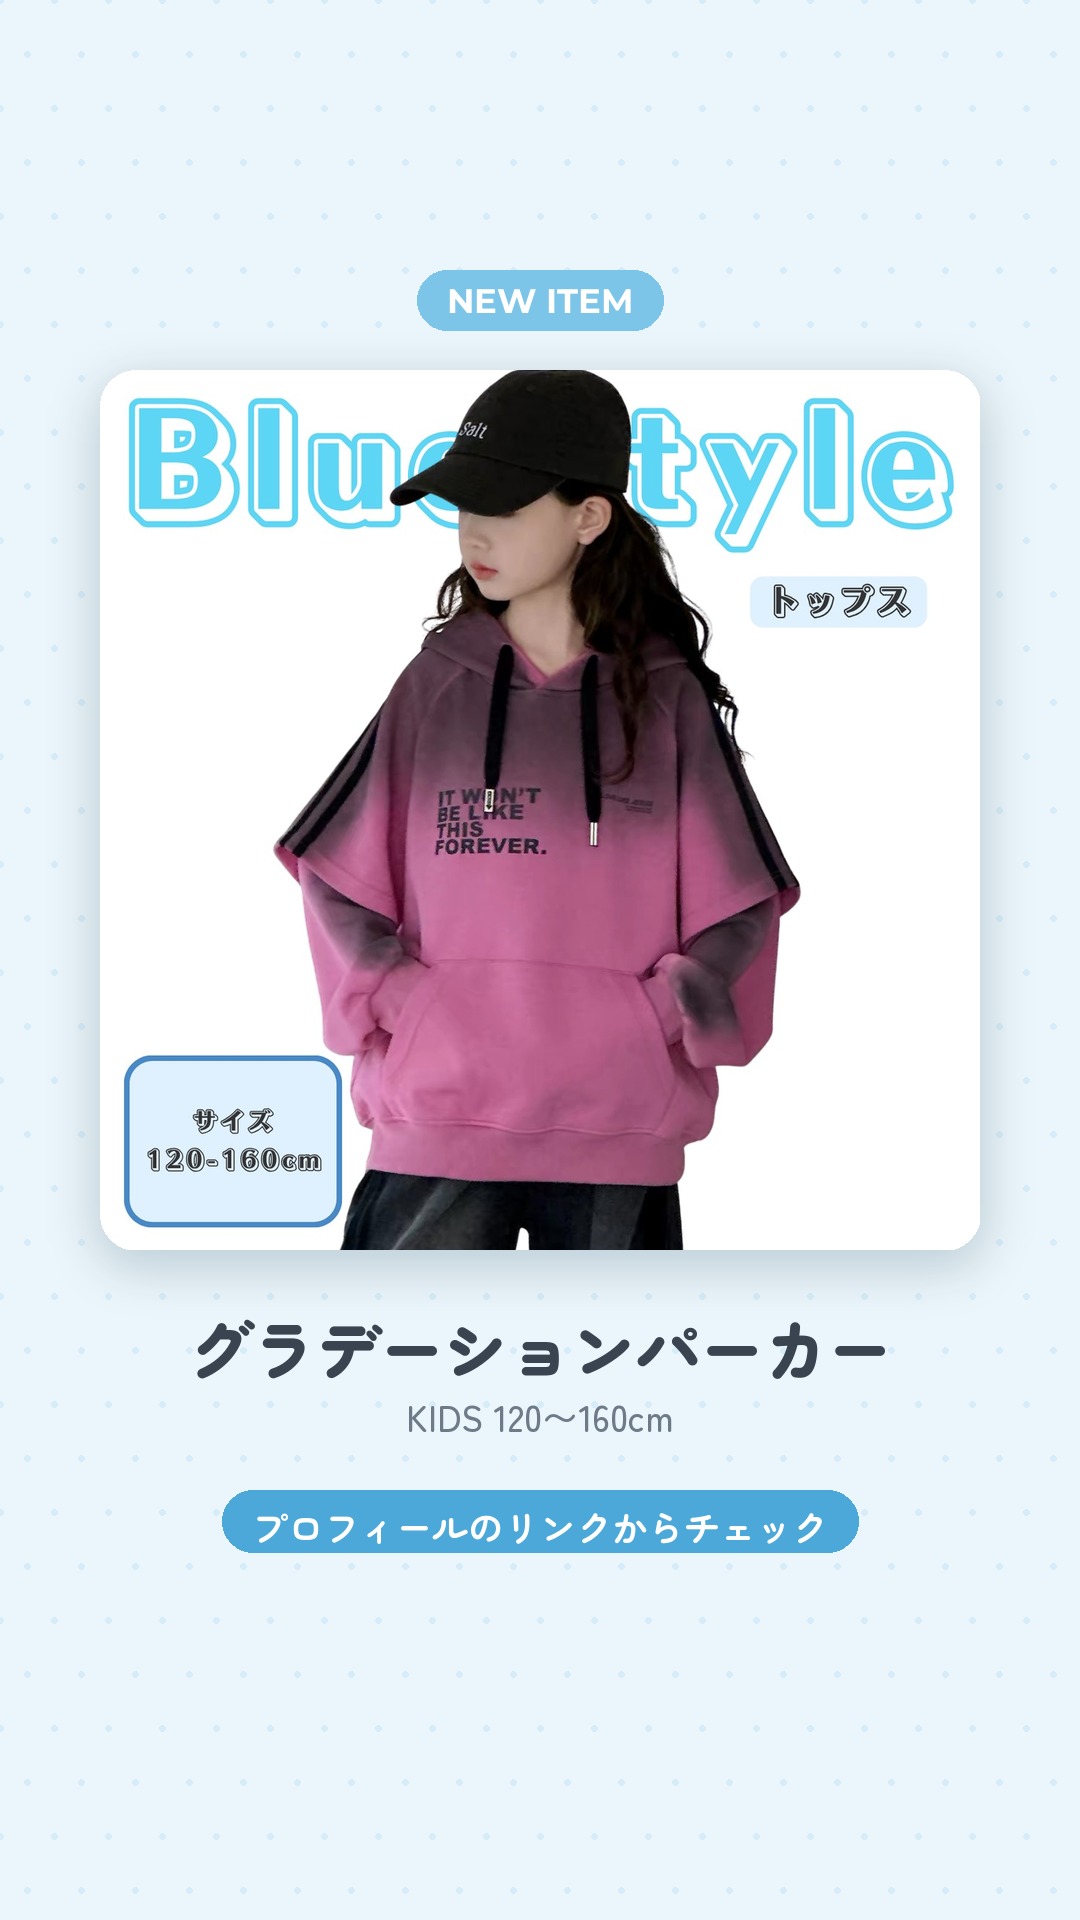 NEW ITEM
Blue Style
Salt
トップス
IT WON'T
BE LIKE
THIS
FOREVER.
サイズ
120-160cm
グラデーションパーカー
KIDS 120〜160cm
プロフィールのリンクからチェック